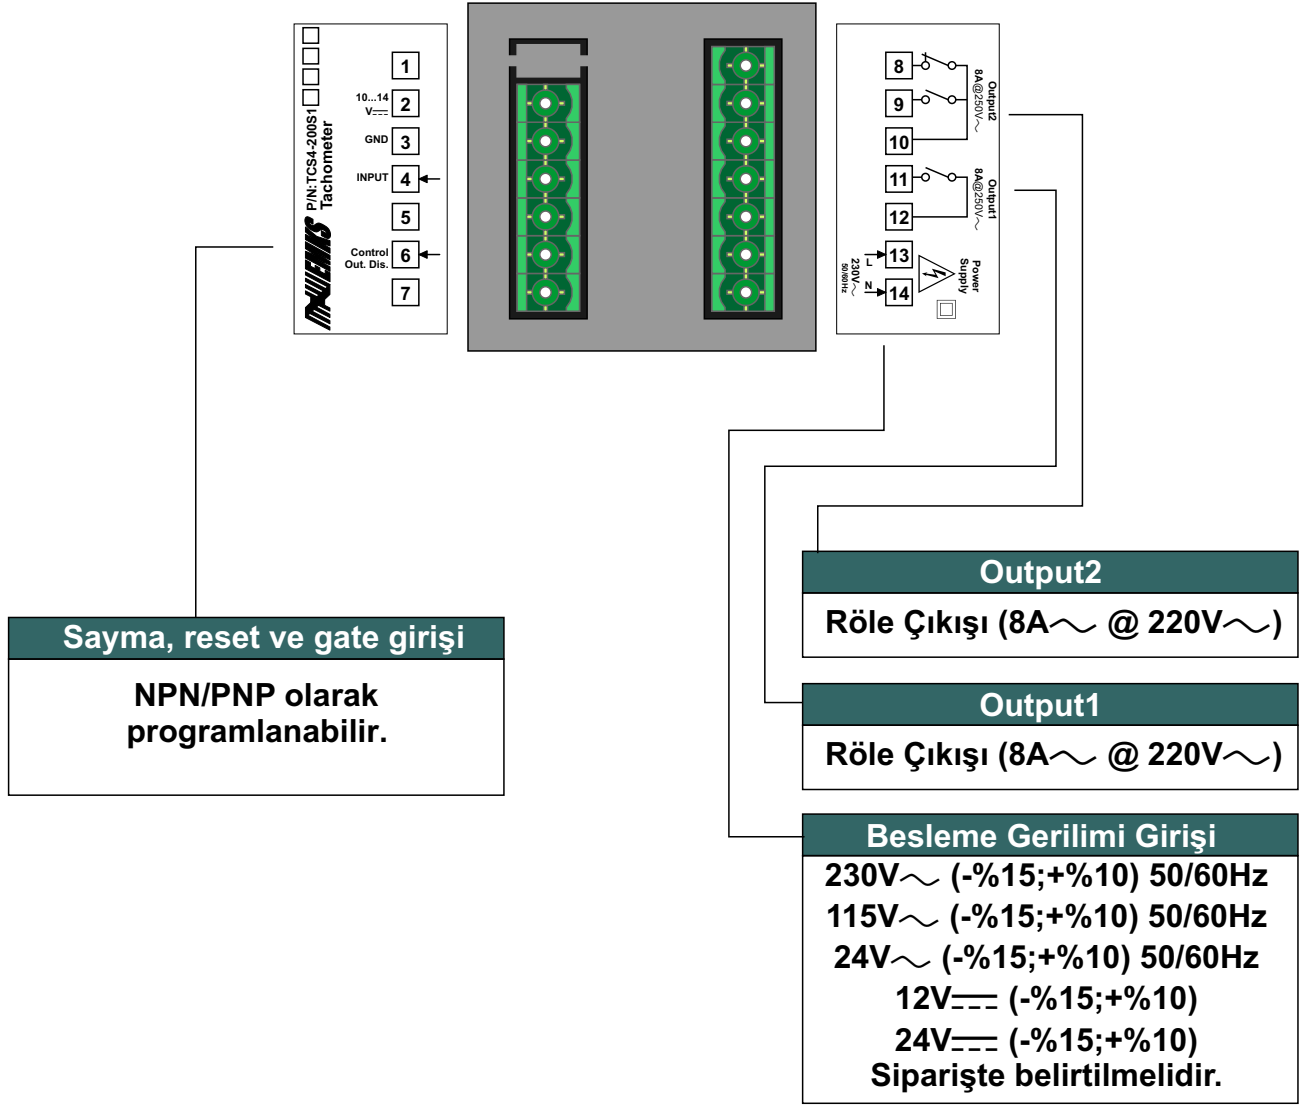 P/N:TCS4-200S1
Tachometer
1
10...14
V
2
GND
3
INPUT
4
5
Control
Out. Dis.
6
7
8
9
10
Output2
8A@250V~
11
12
Output1
8A@250V~
13
L
14
N
230V~
50/60Hz
Power
Supply
Sayma, reset ve gate girişi
NPN/PNP olarak
programlanabilir.
Output2
Röle Çıkışı (8A~ @ 220V~)
Output1
Röle Çıkışı (8A~ @ 220V~)
Besleme Gerilimi Girişi
230V~ (-%15;+%10) 50/60Hz
115V~ (-%15;+%10) 50/60Hz
24V~ (-%15;+%10) 50/60Hz
12V⎓ (-%15;+%10)
24V⎓ (-%15;+%10)
Siparişte belirtilmelidir.